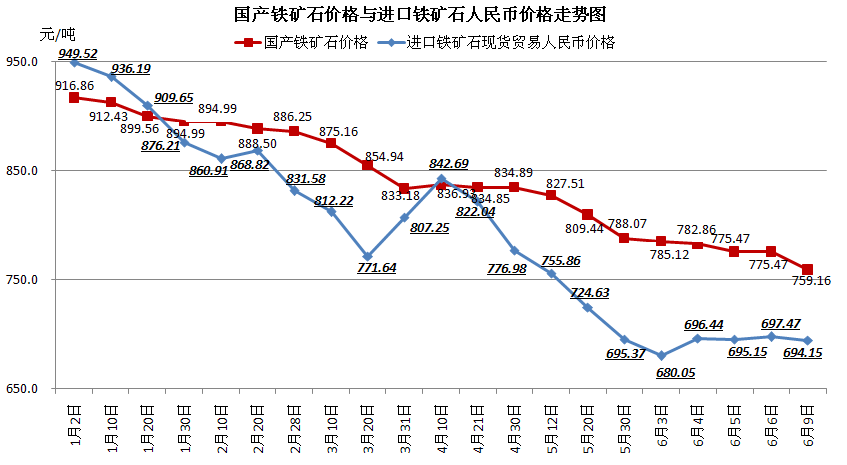 国产铁矿石价格与进口铁矿石人民币价格走势图
元/吨
国产铁矿石价格 进口铁矿石现货贸易人民币价格
950.0
850.0
750.0
650.0
916.86
912.43
899.56
894.99
894.99
888.50
886.25
875.16
854.94
833.18
836.93
834.85
834.89
827.51
809.44
788.07
785.12
782.86
775.47
775.47
759.16
949.52
936.19
909.65
876.21
860.91
868.82
831.58
812.22
771.64
807.25
842.69
822.04
776.98
755.86
724.63
695.37
680.05
696.44
695.15
697.47
694.15
1月2日
1月10日
1月20日
1月30日
2月10日
2月20日
2月28日
3月10日
3月20日
3月31日
4月10日
4月21日
4月30日
5月12日
5月20日
5月30日
6月3日
6月4日
6月5日
6月6日
6月9日